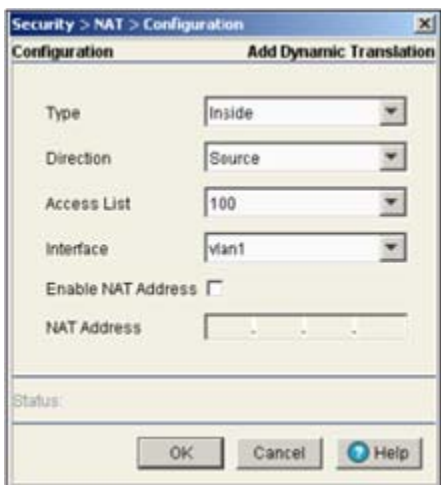 Security > NAT > Configuration
Configuration Add Dynamic Translation
Type Inside
Direction Source
Access List 100
Interface vlan1
Enable NAT Address
NAT Address . . .
Status:
OK Cancel ? Help